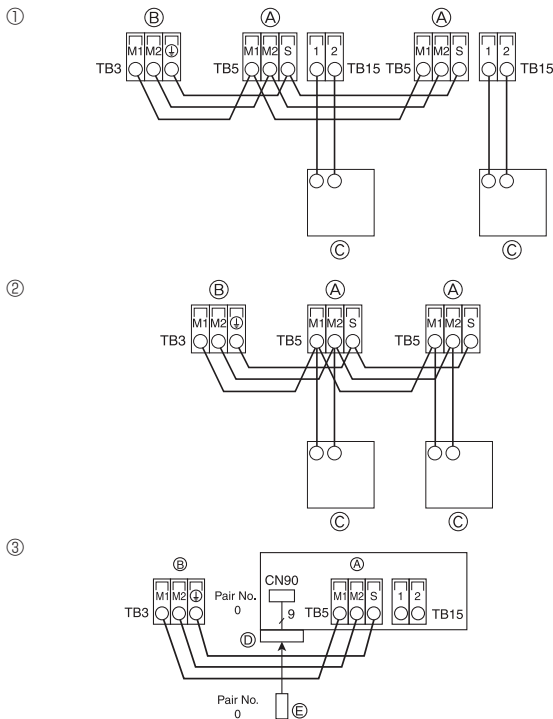 ①
Ⓑ Ⓐ Ⓐ
M1 M2 ⏚ M1 M2 S 1 2 M1 M2 S 1 2
TB3 TB5 TB15 TB5 TB15
Ⓒ Ⓒ
②
Ⓑ Ⓐ Ⓐ
M1 M2 ⏚ M1 M2 S M1 M2 S
TB3 TB5 TB5
Ⓒ Ⓒ
③
Ⓑ Ⓐ
CN90
Pair No.
0
M1 M2 ⏚ M1 M2 S 1 2
TB3 9 TB5 TB15
Ⓓ
Pair No.
0
Ⓔ